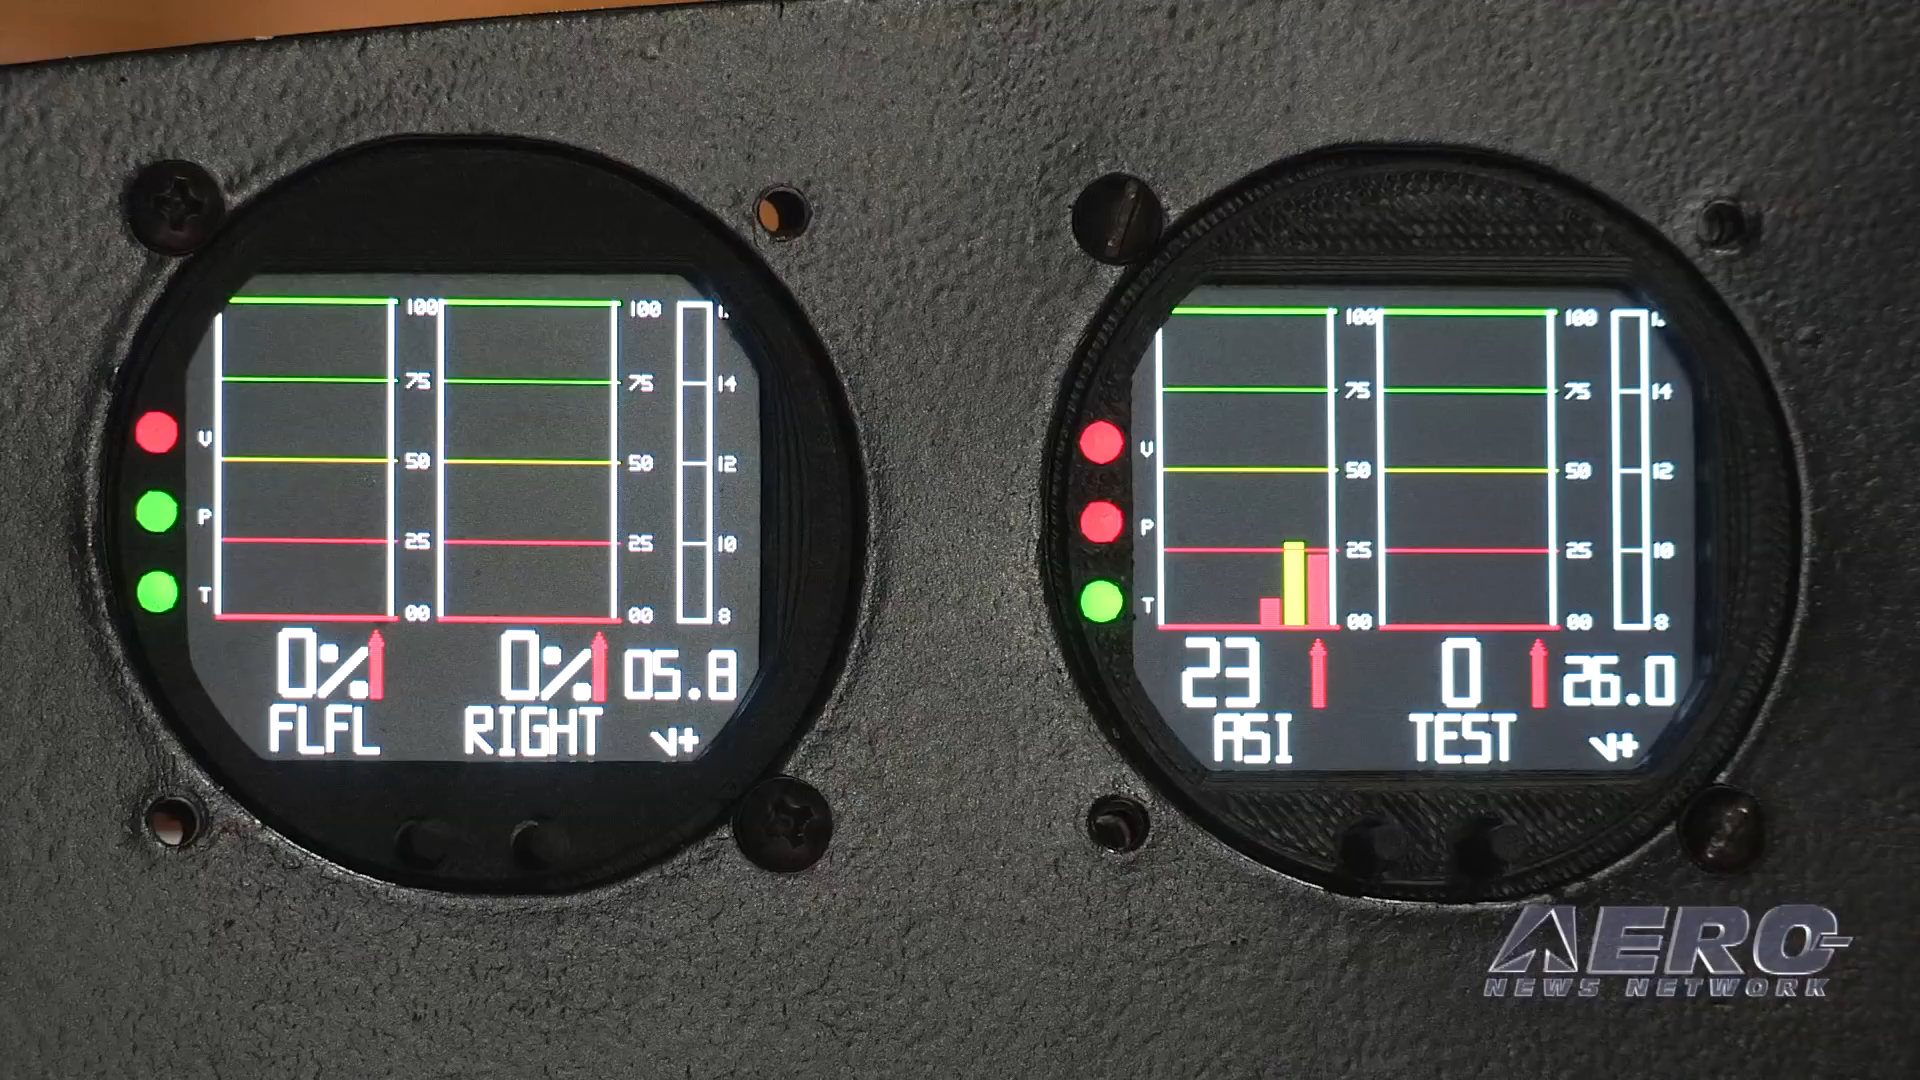 100 100
75 75 14
V
50 50 12
P
25 25 10
T
00 00 8
0% 0% 05.8
FLFL RIGHT V+
100 100
75 75 14
V
50 50 12
P
25 25 10
T
00 00 8
23 0 26.0
ASI TEST V+
AERO
NEWS NETWORK